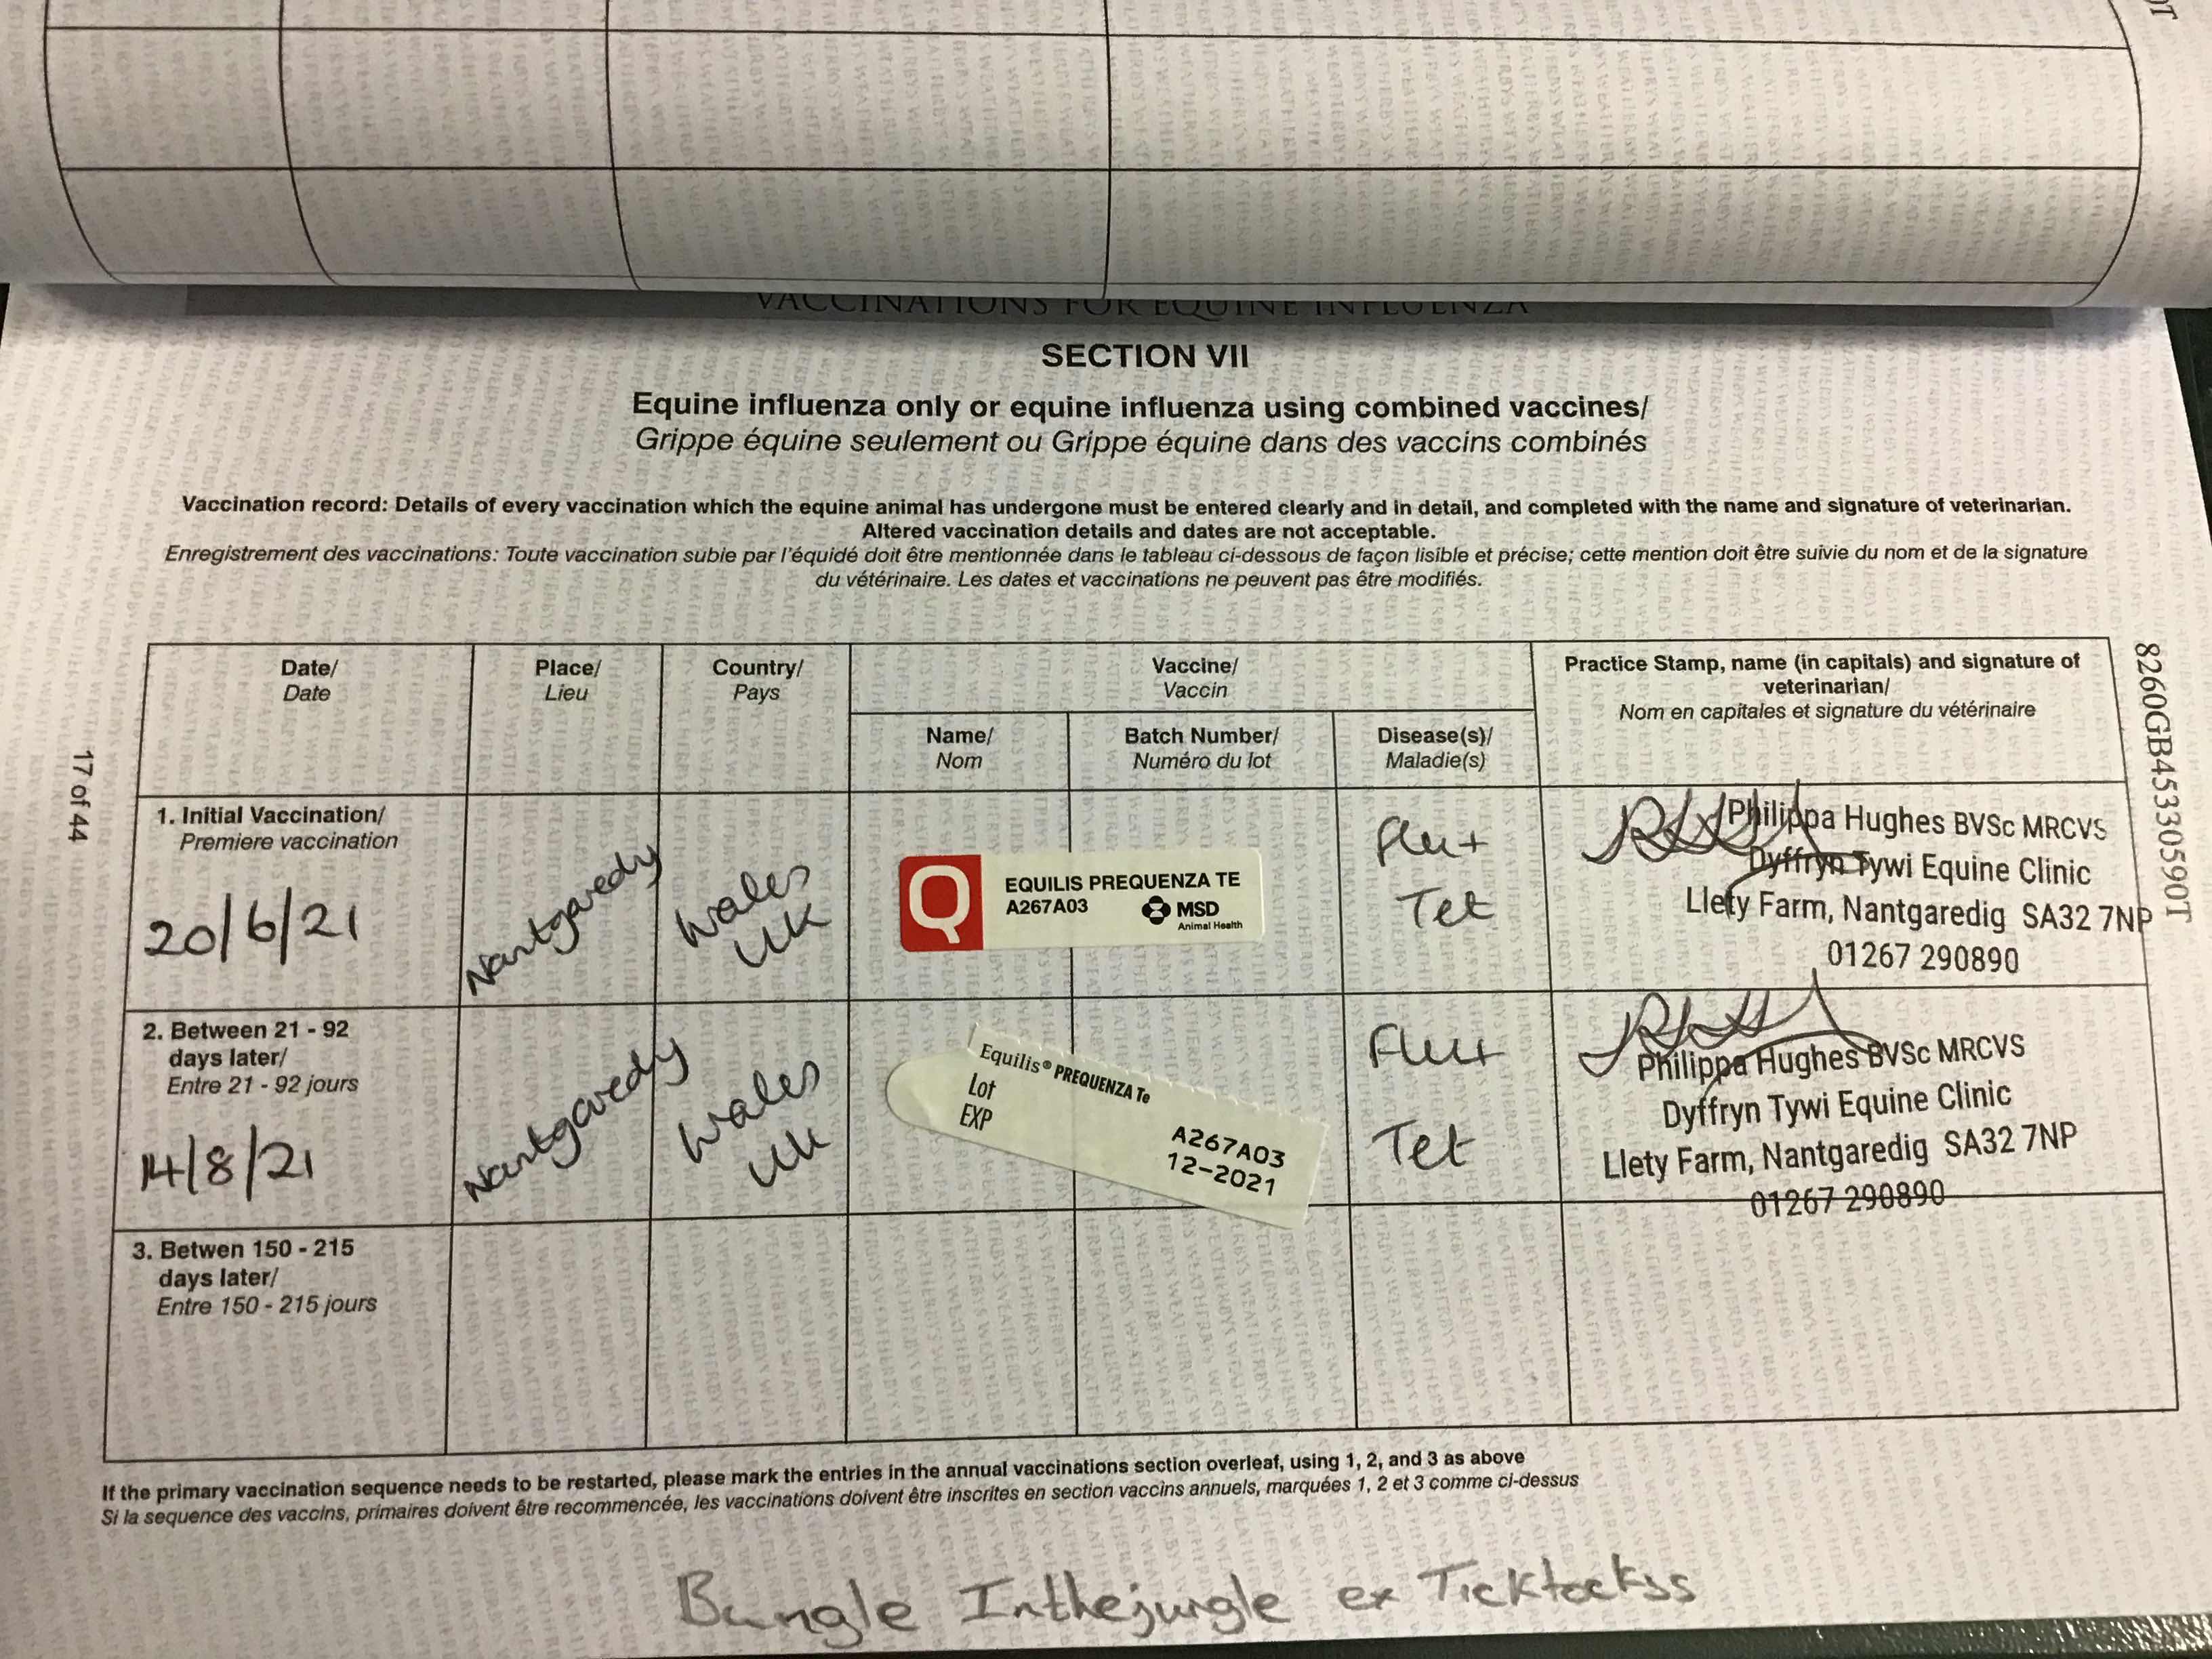 VACCINATIONS FOR EQUINE INFLUENZA
SECTION VII
Equine influenza only or equine influenza using combined vaccines/
Grippe équine seulement ou Grippe équine dans des vaccins combinés
Vaccination record: Details of every vaccination which the equine animal has undergone must be entered clearly and in detail, and completed with the name and signature of veterinarian.
Altered vaccination details and dates are not acceptable.
Enregistrement des vaccinations: Toute vaccination subie par l'équidé doit être mentionnée dans le tableau ci-dessous de façon lisible et précise; cette mention doit être suivie du nom et de la signature
du vétérinaire. Les dates et vaccinations ne peuvent pas être modifiés.
Date/
Date
Place/
Lieu
Country/
Pays
Vaccine/
Vaccin
Practice Stamp, name (in capitals) and signature of
veterinarian/
Nom en capitales et signature du vétérinaire
Name/
Nom
Batch Number/
Numéro du lot
Disease(s)/
Maladie(s)
1. Initial Vaccination/
Premiere vaccination
20/6/21
Nantgaredy
Wales
UK
Q
EQUILIS PREQUENZA TE
A267A03
MSD
Animal Health
Flu+
Tet
Philippa Hughes BVSc MRCVS
Dyffryn Tywi Equine Clinic
Llety Farm, Nantgaredig SA32 7NP
01267 290890
2. Between 21 - 92
days later/
Entre 21 - 92 jours
14/8/21
Nantgaredy
Wales
UK
Equilis® PREQUENZA Te
Lot
EXP
A267A03
12-2021
Flu+
Tet
Philippa Hughes BVSc MRCVS
Dyffryn Tywi Equine Clinic
Llety Farm, Nantgaredig SA32 7NP
01267 290890
3. Betwen 150 - 215
days later/
Entre 150 - 215 jours
If the primary vaccination sequence needs to be restarted, please mark the entries in the annual vaccinations section overleaf, using 1, 2, and 3 as above
Si la sequence des vaccins, primaires doivent être recommencée, les vaccinations doivent être inscrites en section vaccins annuels, marquées 1, 2 et 3 comme ci-dessus
Bungle Inthejungle ex Ticktockss
17 of 44
8260GB45330590T